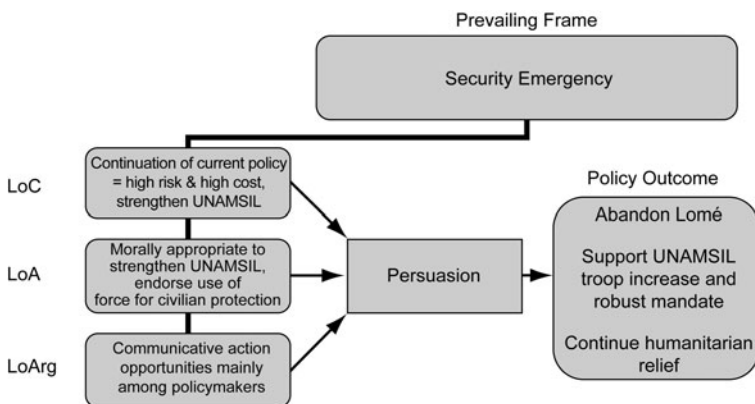 Prevailing Frame
Security Emergency
LoC
Continuation of current policy
= high risk & high cost,
strengthen UNAMSIL
LoA
Morally appropriate to
strengthen UNAMSIL,
endorse use of
force for civilian protection
LoArg
Communicative action
opportunities mainly
among policymakers
Persuasion
Policy Outcome
Abandon Lomé
Support UNAMSIL
troop increase and
robust mandate
Continue humanitarian
relief